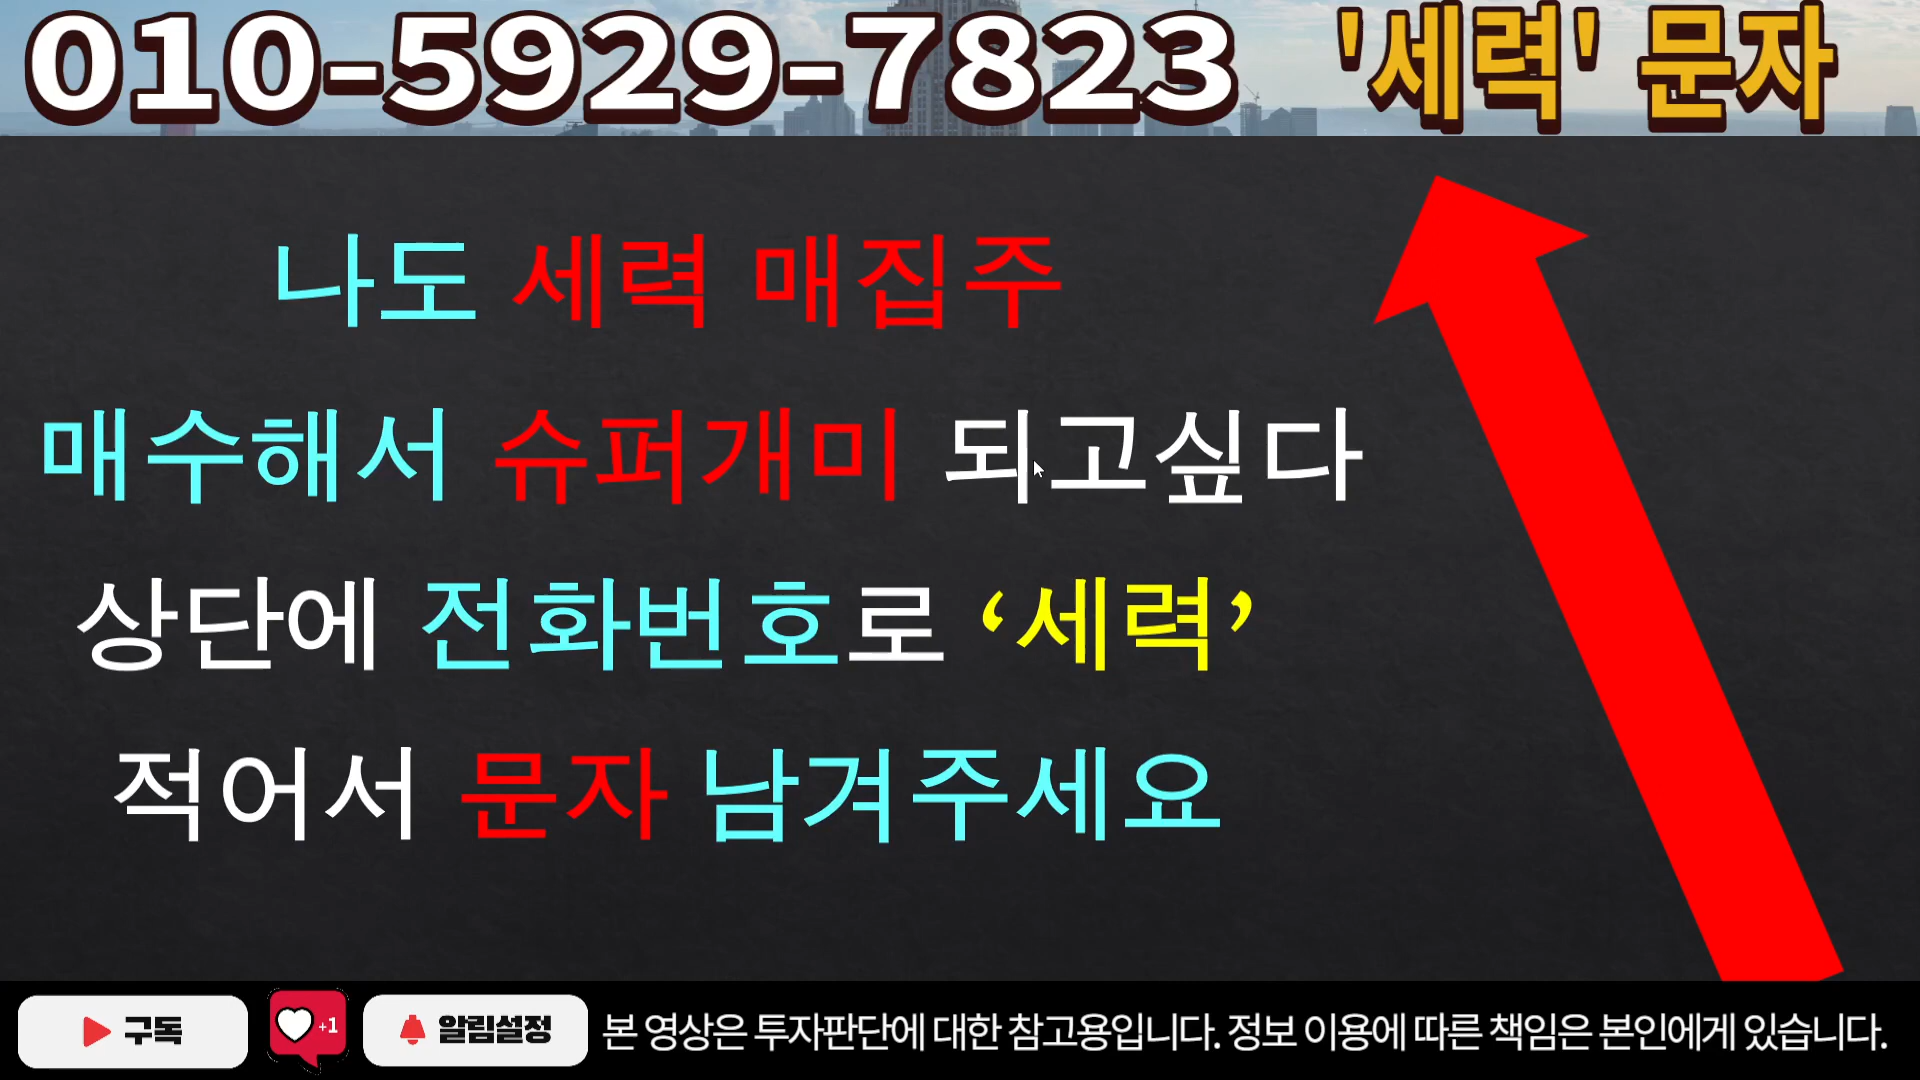 010-5929-7823 '세력' 문자
나도 세력 매집주
매수해서 슈퍼개미 되고싶다
상단에 전화번호로 ‘세력’
적어서 문자 남겨주세요
구독 +1 알림설정 본 영상은 투자판단에 대한 참고용입니다. 정보 이용에 따른 책임은 본인에게 있습니다.